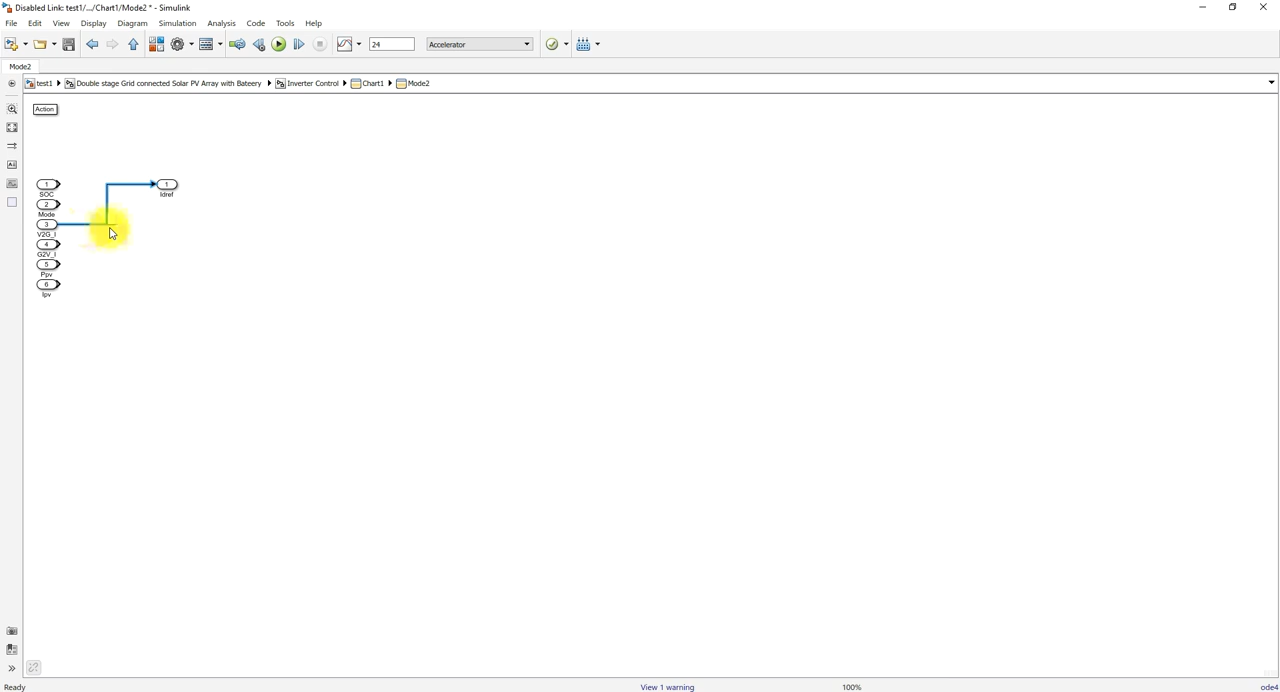 Disabled Link: test1/.../Chart1/Mode2 * - Simulink
File Edit View Display Diagram Simulation Analysis Code Tools Help
24 Accelerator
Mode2
test1 Double stage Grid connected Solar PV Array with Bateery Inverter Control Chart1 Mode2
Action
1 1
SOC Idref
2
Mode
3
V2G_I
4
G2V_I
5
Ppv
6
Ipv
Ready View 1 warning 100% ode4